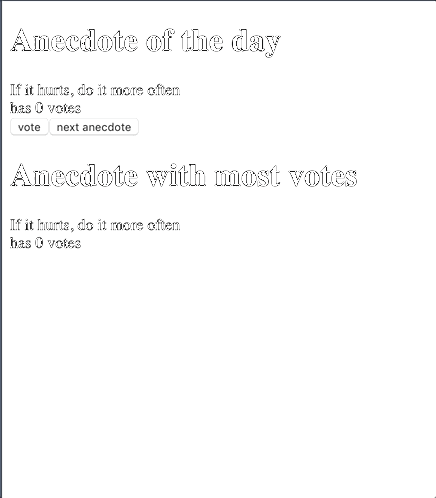 Anecdote of the day
If it hurts, do it more often
has 0 votes
vote next anecdote
Anecdote with most votes
If it hurts, do it more often
has 0 votes